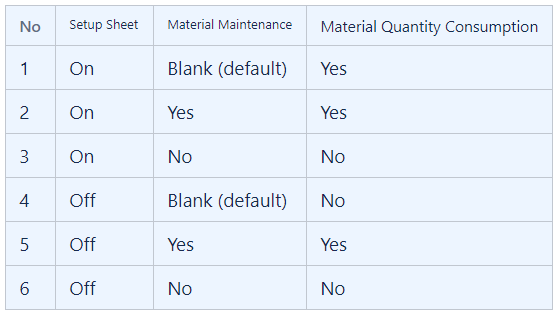 No Setup Sheet Material Maintenance Material Quantity Consumption
1 On Blank (default) Yes
2 On Yes Yes
3 On No No
4 Off Blank (default) No
5 Off Yes Yes
6 Off No No